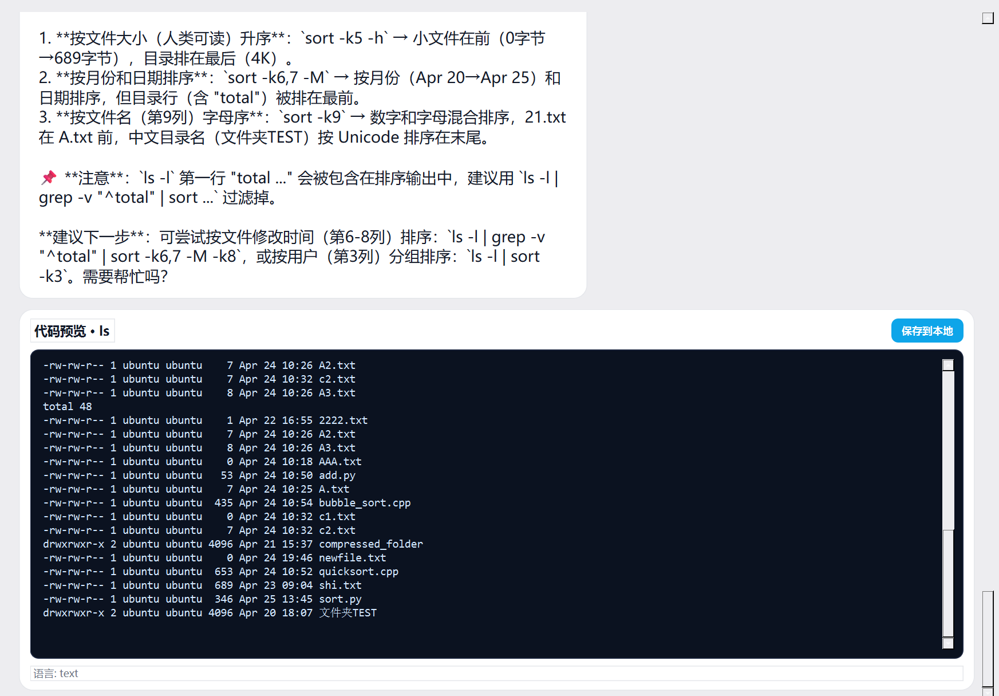 1. **按文件大小（人类可读）升序**：`sort -k5 -h` → 小文件在前（0字节
→689字节），目录排在最后（4K）。
2. **按月份和日期排序**：`sort -k6,7 -M` → 按月份（Apr 20→Apr 25）和
日期排序，但目录行（含 "total"）被排在最前。
3. **按文件名（第9列）字母序**：`sort -k9` → 数字和字母混合排序，21.txt
在 A.txt 前，中文目录名（文件夹TEST）按 Unicode 排序在末尾。
📌 **注意**：`ls -l` 第一行 "total ..." 会被包含在排序输出中，建议用 `ls -l |
grep -v "^total" | sort ...` 过滤掉。
**建议下一步**：可尝试按文件修改时间（第6-8列）排序：`ls -l | grep -v
"^total" | sort -k6,7 -M -k8`，或按用户（第3列）分组排序：`ls -l | sort
-k3`。需要帮忙吗？
代码预览 • ls
保存到本地
-rw-rw-r-- 1 ubuntu ubuntu    7 Apr 24 10:26 A2.txt
-rw-rw-r-- 1 ubuntu ubuntu    7 Apr 24 10:32 c2.txt
-rw-rw-r-- 1 ubuntu ubuntu    8 Apr 24 10:26 A3.txt
total 48
-rw-rw-r-- 1 ubuntu ubuntu    1 Apr 22 16:55 2222.txt
-rw-rw-r-- 1 ubuntu ubuntu    7 Apr 24 10:26 A2.txt
-rw-rw-r-- 1 ubuntu ubuntu    8 Apr 24 10:26 A3.txt
-rw-rw-r-- 1 ubuntu ubuntu    0 Apr 24 10:18 AAA.txt
-rw-rw-r-- 1 ubuntu ubuntu   53 Apr 24 10:50 add.py
-rw-rw-r-- 1 ubuntu ubuntu    7 Apr 24 10:25 A.txt
-rw-rw-r-- 1 ubuntu ubuntu  435 Apr 24 10:54 bubble_sort.cpp
-rw-rw-r-- 1 ubuntu ubuntu    0 Apr 24 10:32 c1.txt
-rw-rw-r-- 1 ubuntu ubuntu    7 Apr 24 10:32 c2.txt
drwxrwxr-x 2 ubuntu ubuntu 4096 Apr 21 15:37 compressed_folder
-rw-rw-r-- 1 ubuntu ubuntu    0 Apr 24 19:46 newfile.txt
-rw-rw-r-- 1 ubuntu ubuntu  653 Apr 24 10:52 quicksort.cpp
-rw-rw-r-- 1 ubuntu ubuntu  689 Apr 23 09:04 shi.txt
-rw-rw-r-- 1 ubuntu ubuntu  346 Apr 25 13:45 sort.py
drwxrwxr-x 2 ubuntu ubuntu 4096 Apr 20 18:07 文件夹TEST
语言: text